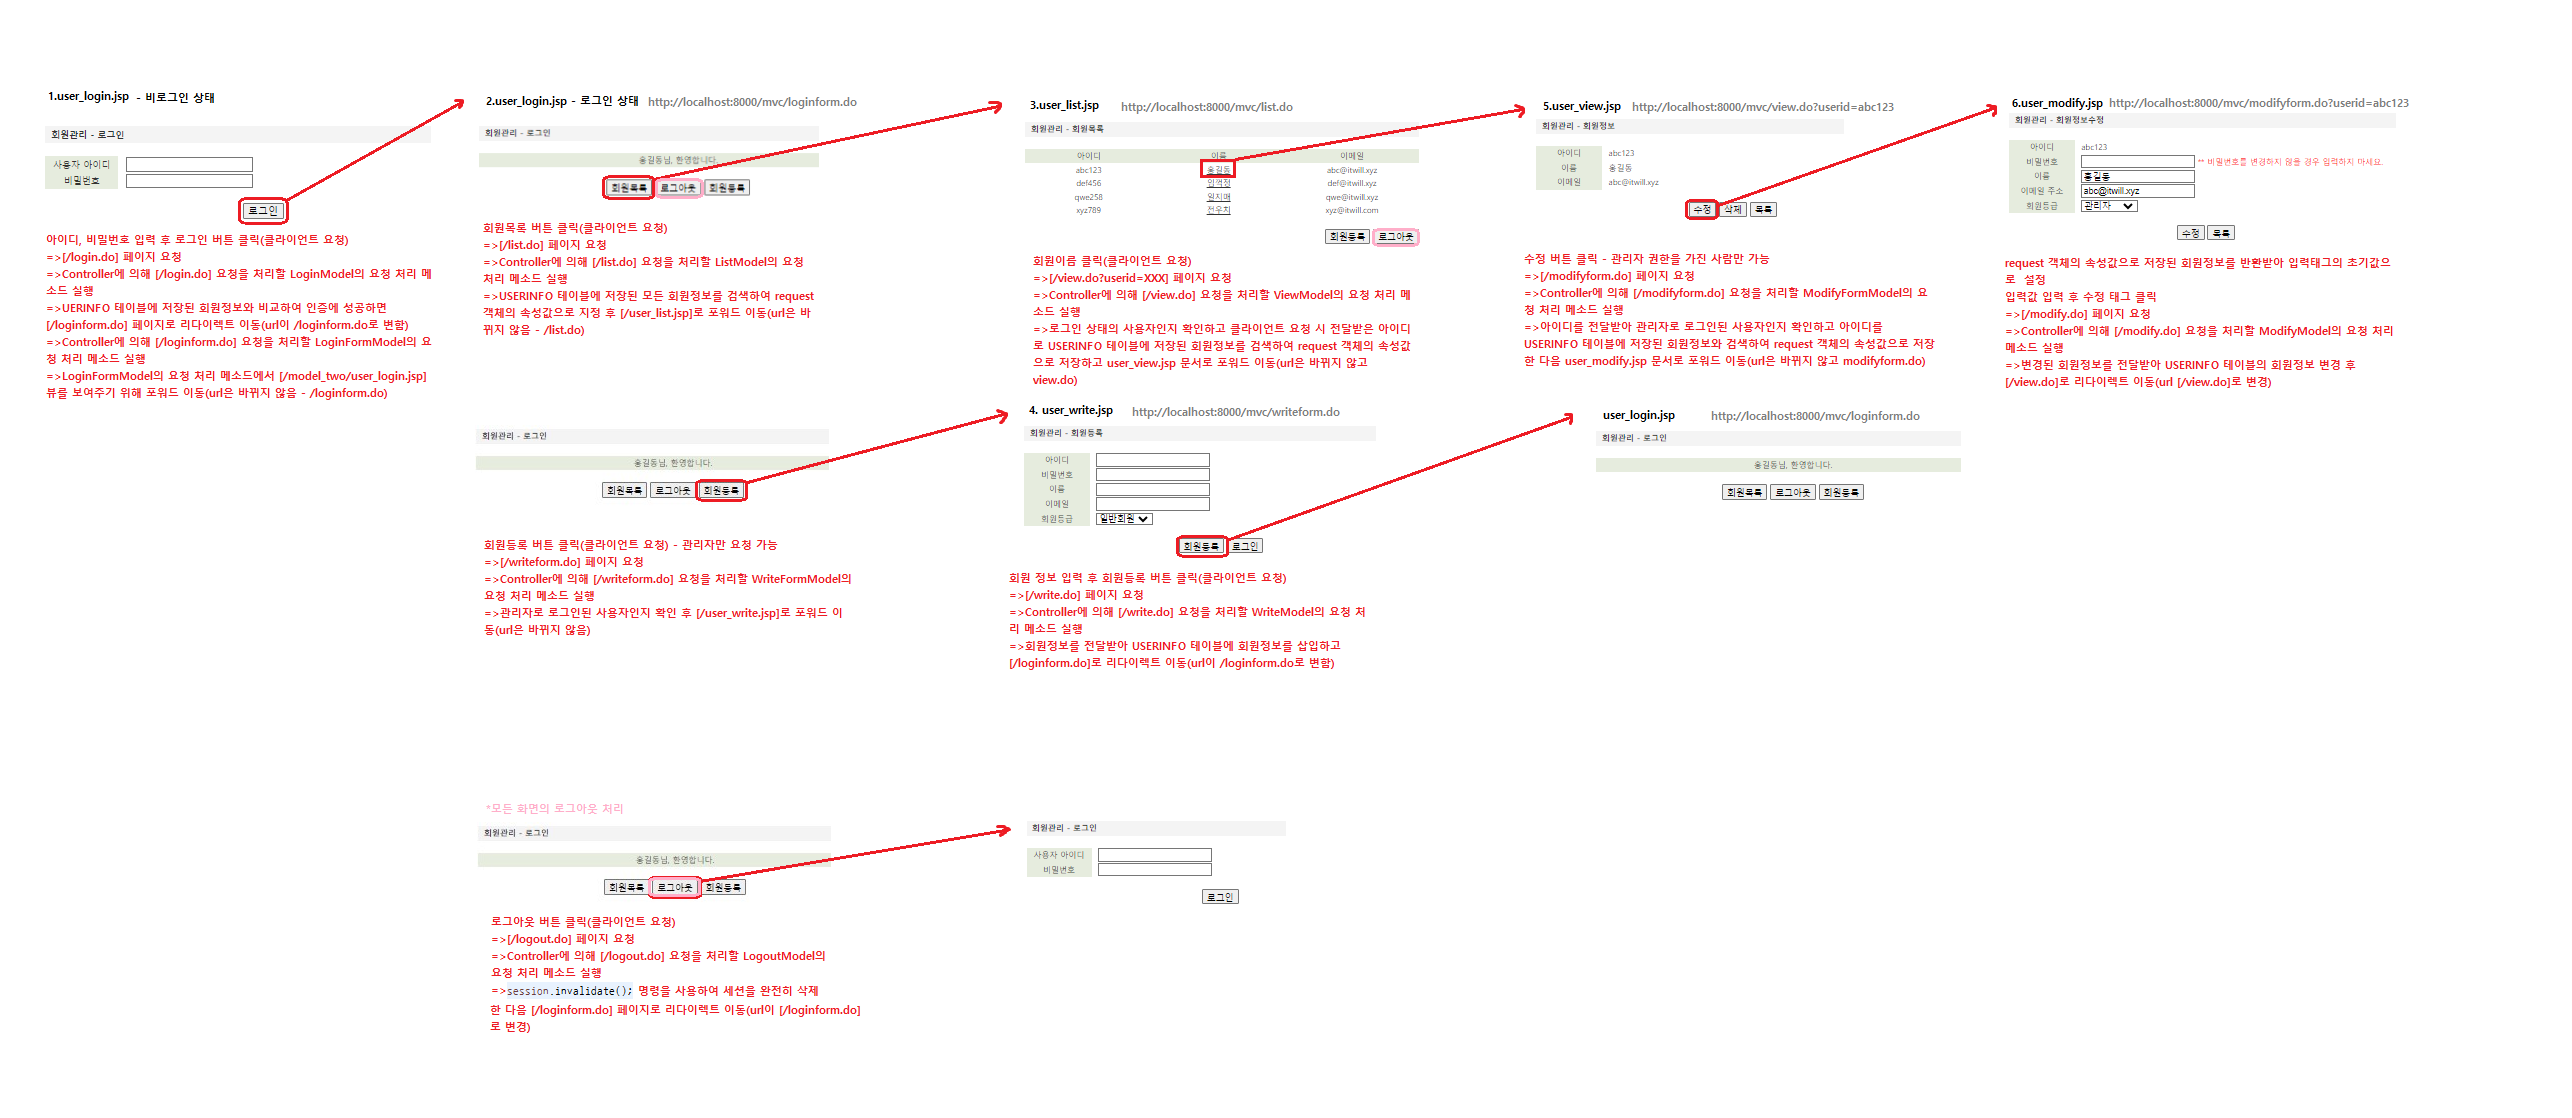 1.user_login.jsp - 비로그인 상태
회원관리 - 로그인
사용자 아이디
비밀번호
로그인
아이디, 비밀번호 입력 후 로그인 버튼 클릭(클라이언트 요청)
=>[/login.do] 페이지 요청
=>Controller에 의해 [/login.do] 요청을 처리할 LoginModel의 요청 처리 메
소드 실행
=>UERINFO 테이블에 저장된 회원정보와 비교하여 인증에 성공하면
[/loginform.do] 페이지로 리다이렉트 이동(url이 /loginform.do로 변함)
=>Controller에 의해 [/loginform.do] 요청을 처리할 LoginFormModel의 요
청 처리 메소드 실행
=>LoginFormModel의 요청 처리 메소드에서 [/model_two/user_login.jsp]
뷰를 보여주기 위해 포워드 이동(url은 바뀌지 않음 - /loginform.do)
2.user_login.jsp - 로그인 상태 http://localhost:8000/mvc/loginform.do
회원관리 - 로그인
홍길동님, 환영합니다.
회원목록 로그아웃 회원등록
회원목록 버튼 클릭(클라이언트 요청)
=>[/list.do] 페이지 요청
=>Controller에 의해 [/list.do] 요청을 처리할 ListModel의 요청
처리 메소드 실행
=>USERINFO 테이블에 저장된 모든 회원정보를 검색하여 request
객체의 속성값으로 지정 후 [/user_list.jsp]로 포워드 이동(url은 바
뀌지 않음 - /list.do)
3.user_list.jsp http://localhost:8000/mvc/list.do
회원관리 - 회원목록
아이디 이름 이메일
abc123 홍길동 abc@itwill.xyz
def456 임꺽정 def@itwill.xyz
qwe258 일지매 qwe@itwill.xyz
xyz789 전우치 xyz@itwill.com
회원등록 로그아웃
회원이름 클릭(클라이언트 요청)
=>[/view.do?userid=XXX] 페이지 요청
=>Controller에 의해 [/view.do] 요청을 처리할 ViewModel의 요청 처리 메
소드 실행
=>로그인 상태의 사용자인지 확인하고 클라이언트 요청 시 전달받은 아이디
로 USERINFO 테이블에 저장된 회원정보를 검색하여 request 객체의 속성값
으로 저장하고 user_view.jsp 문서로 포워드 이동(url은 바뀌지 않고
view.do)
5.user_view.jsp http://localhost:8000/mvc/view.do?userid=abc123
회원관리 - 회원정보
아이디 abc123
이름 홍길동
이메일 abc@itwill.xyz
수정 삭제 목록
수정 버튼 클릭 - 관리자 권한을 가진 사람만 가능
=>[/modifyform.do] 페이지 요청
=>Controller에 의해 [/modifyform.do] 요청을 처리할 ModifyFormModel의 요
청 처리 메소드 실행
=>아이디를 전달받아 관리자로 로그인된 사용자인지 확인하고 아이디를
USERINFO 테이블에 저장된 회원정보와 검색하여 request 객체의 속성값으로 저장
한 다음 user_modify.jsp 문서로 포워드 이동(url은 바뀌지 않고 modifyform.do)
6.user_modify.jsp http://localhost:8000/mvc/modifyform.do?userid=abc123
회원관리 - 회원정보수정
아이디 abc123
비밀번호 ** 비밀번호를 변경하지 않을 경우 입력하지 마세요.
이름 홍길동
이메일 주소 abc@itwill.xyz
회원등급 관리자
수정 목록
request 객체의 속성값으로 저장된 회원정보를 반환받아 입력태그의 초기값으
로 설정
입력값 입력 후 수정 태그 클릭
=>[/modify.do] 페이지 요청
=>Controller에 의해 [/modify.do] 요청을 처리할 ModifyModel의 요청 처리
메소드 실행
=>변경된 회원정보를 전달받아 USERINFO 테이블의 회원정보 변경 후
[/view.do]로 리다이렉트 이동(url [/view.do]로 변경)
회원관리 - 로그인
홍길동님, 환영합니다.
회원목록 로그아웃 회원등록
회원등록 버튼 클릭(클라이언트 요청) - 관리자만 요청 가능
=>[/writeform.do] 페이지 요청
=>Controller에 의해 [/writeform.do] 요청을 처리할 WriteFormModel의
요청 처리 메소드 실행
=>관리자로 로그인된 사용자인지 확인 후 [/user_write.jsp]로 포워드 이
동(url은 바뀌지 않음)
4. user_write.jsp http://localhost:8000/mvc/writeform.do
회원관리 - 회원등록
아이디
비밀번호
이름
이메일
회원등급 일반회원
회원등록 로그인
회원 정보 입력 후 회원등록 버튼 클릭(클라이언트 요청)
=>[/write.do] 페이지 요청
=>Controller에 의해 [/write.do] 요청을 처리할 WriteModel의 요청 처
리 메소드 실행
=>회원정보를 전달받아 USERINFO 테이블에 회원정보를 삽입하고
[/loginform.do]로 리다이렉트 이동(url이 /loginform.do로 변함)
user_login.jsp http://localhost:8000/mvc/loginform.do
회원관리 - 로그인
홍길동님, 환영합니다.
회원목록 로그아웃 회원등록
*모든 화면의 로그아웃 처리
회원관리 - 로그인
홍길동님, 환영합니다.
회원목록 로그아웃 회원등록
로그아웃 버튼 클릭(클라이언트 요청)
=>[/logout.do] 페이지 요청
=>Controller에 의해 [/logout.do] 요청을 처리할 LogoutModel의
요청 처리 메소드 실행
=>session.invalidate(); 명령을 사용하여 세션을 완전히 삭제
한 다음 [/loginform.do] 페이지로 리다이렉트 이동(url이 [/loginform.do]
로 변경)
회원관리 - 로그인
사용자 아이디
비밀번호
로그인